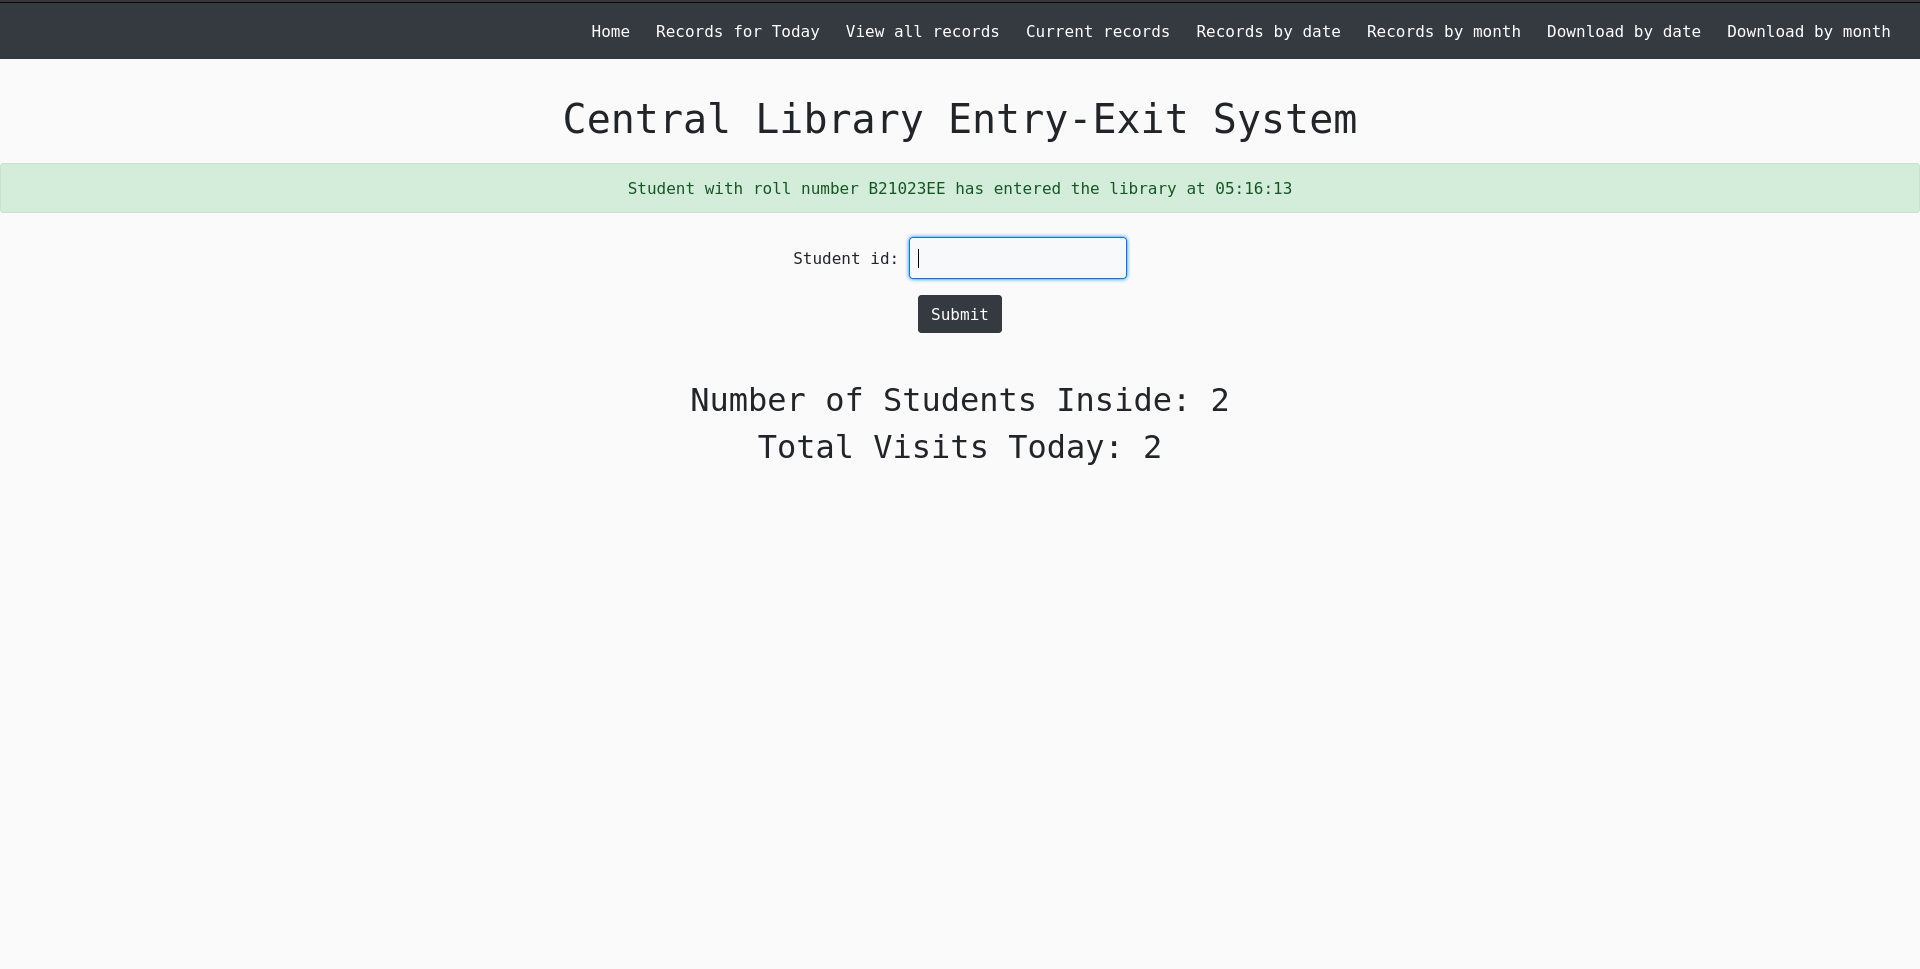 Home Records for Today View all records Current records Records by date Records by month Download by date Download by month
Central Library Entry-Exit System
Student with roll number B21023EE has entered the library at 05:16:13
Student id:
Submit
Number of Students Inside: 2
Total Visits Today: 2